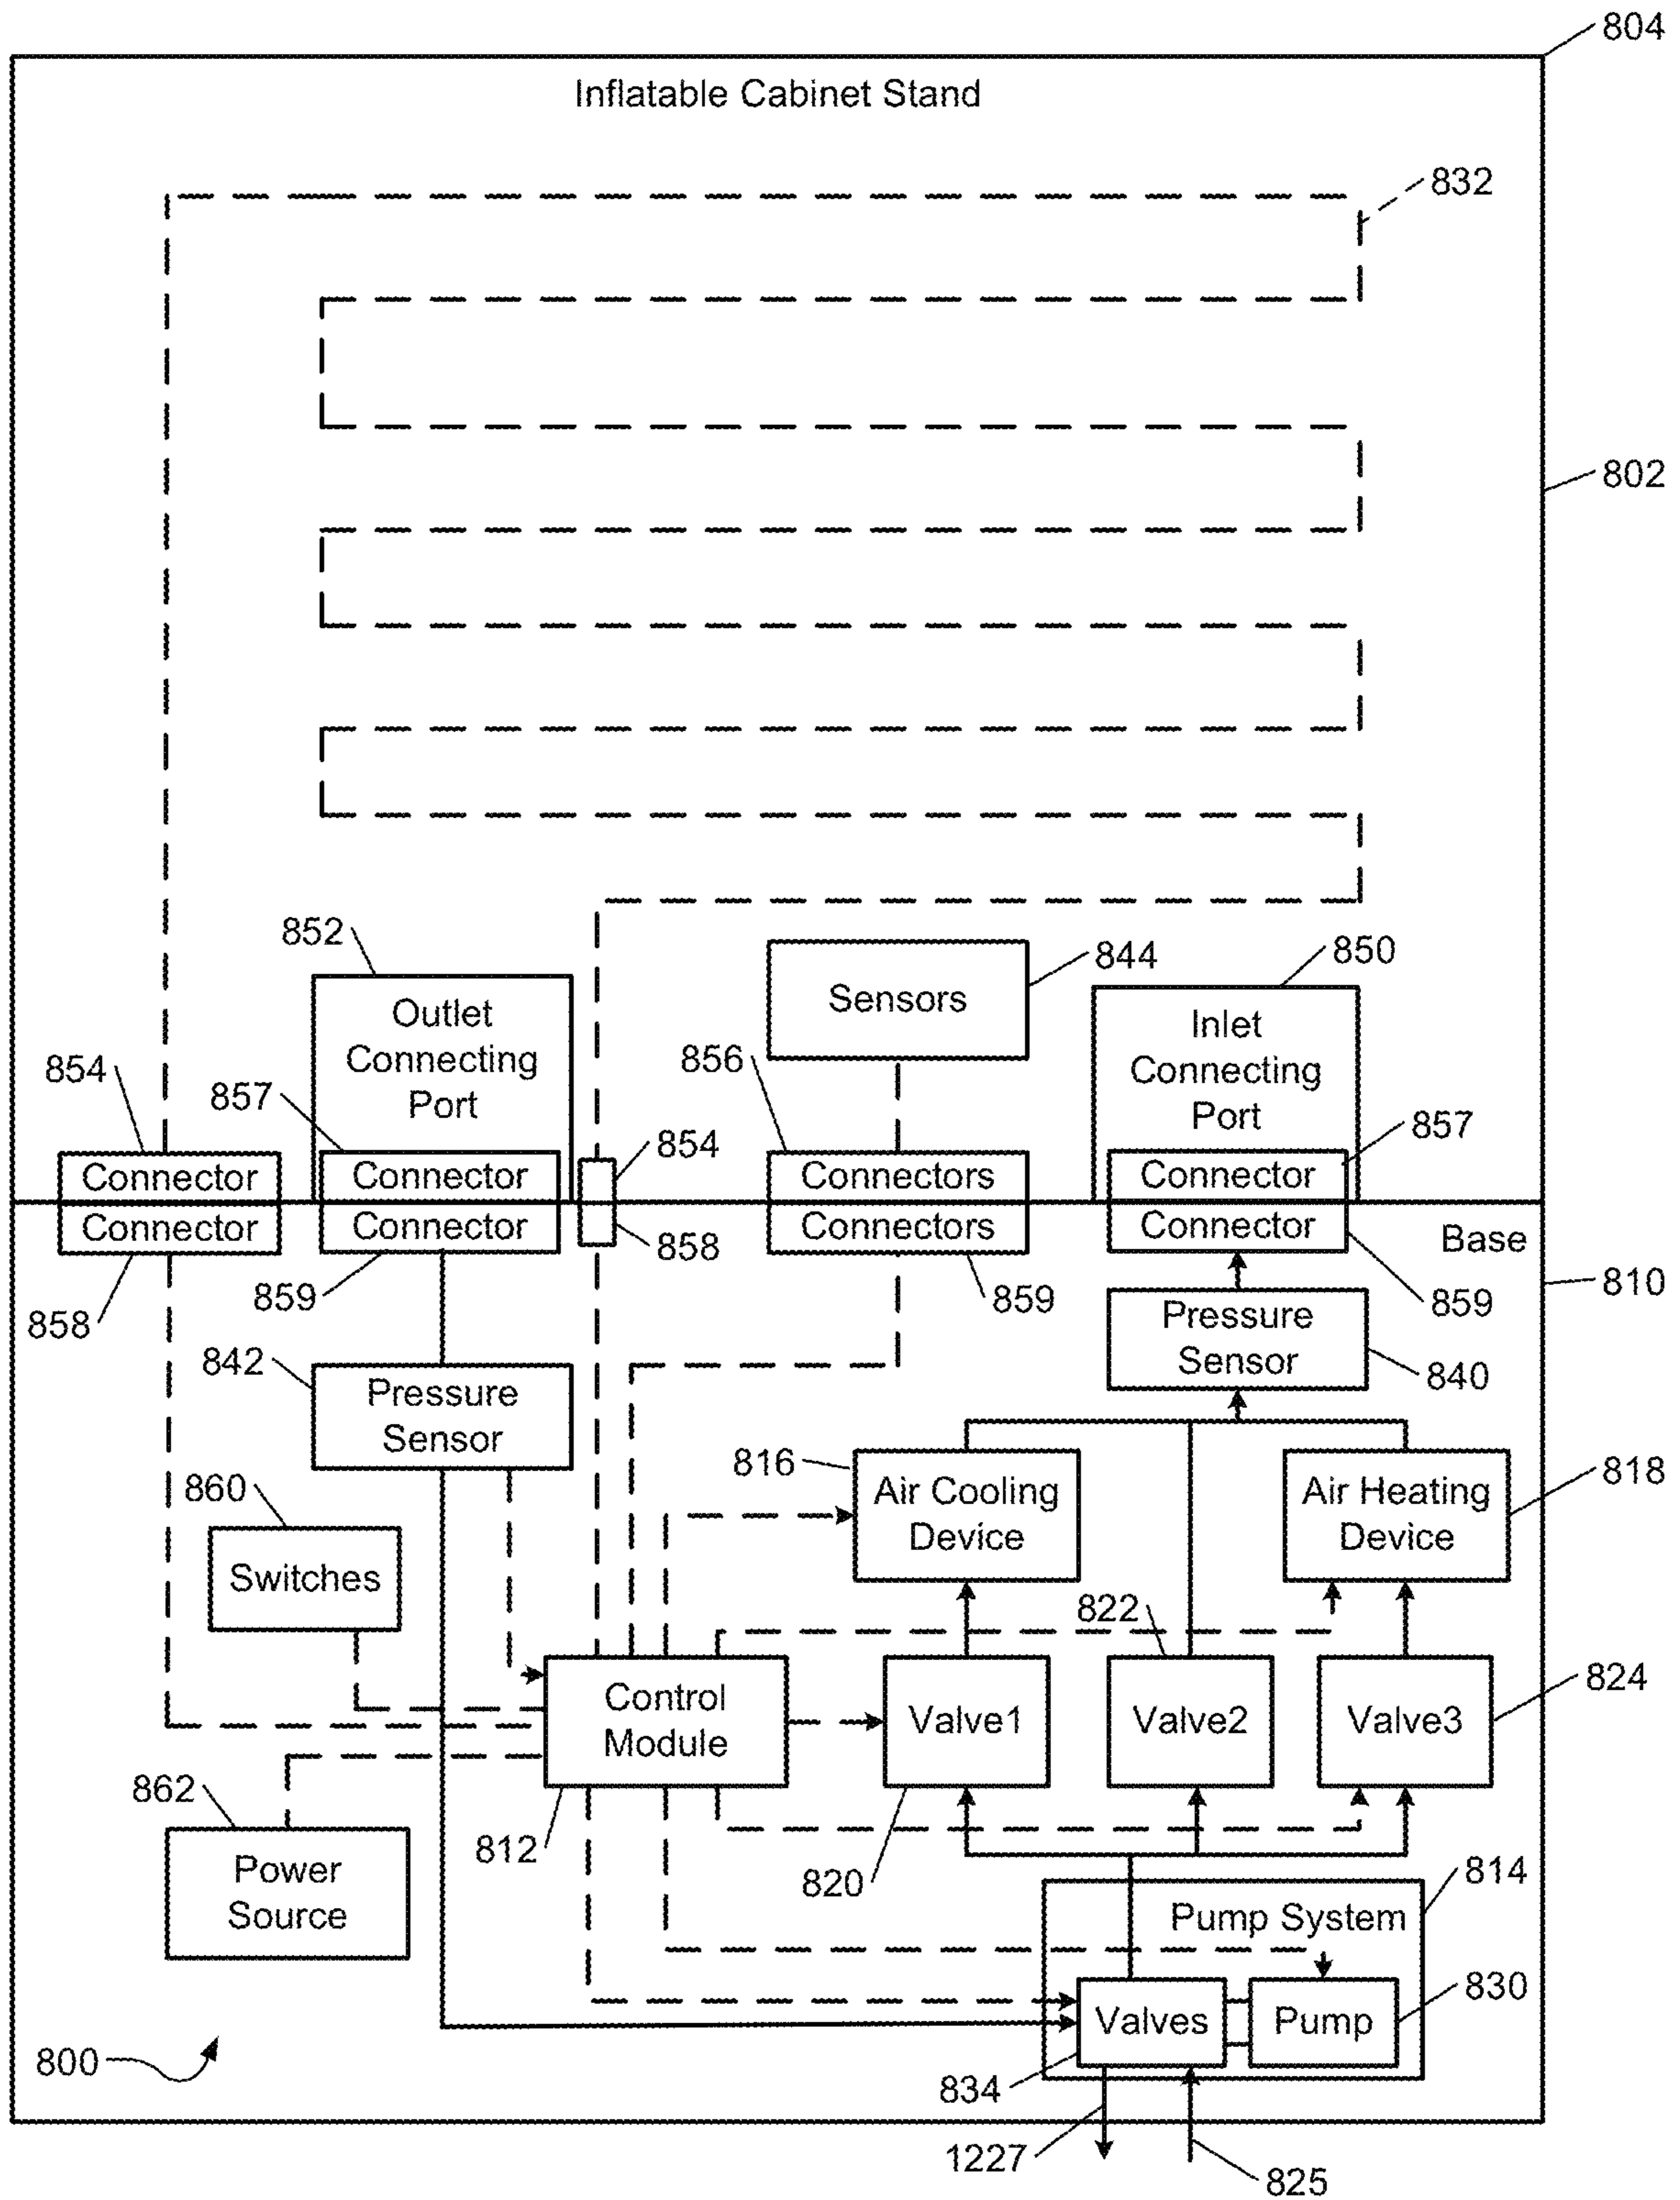 804
Inflatable Cabinet Stand
832
802
852
844
850
Outlet
Connecting
Port
Sensors
Inlet
Connecting
Port
854
857
856
854
857
Connector
Connector
Connectors
Connector
Connector
Connector
Connectors
Connector
858
Base
858
859
859
859
810
842
Pressure
Sensor
Pressure
Sensor
840
860
816
Air Cooling
Device
Air Heating
Device
818
Switches
822
Control
Module
Valve1
Valve2
Valve3
824
862
812
820
814
Power
Source
Pump System
Valves
Pump
830
800
834
1227
825